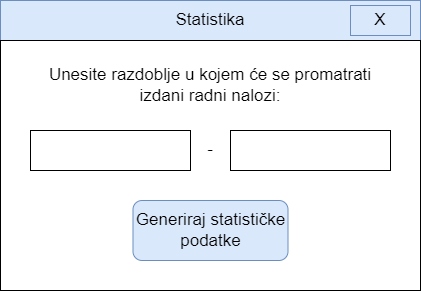 Statistika
X
Unesite razdoblje u kojem će se promatrati
izdani radni nalozi:
-
Generiraj statističke
podatke